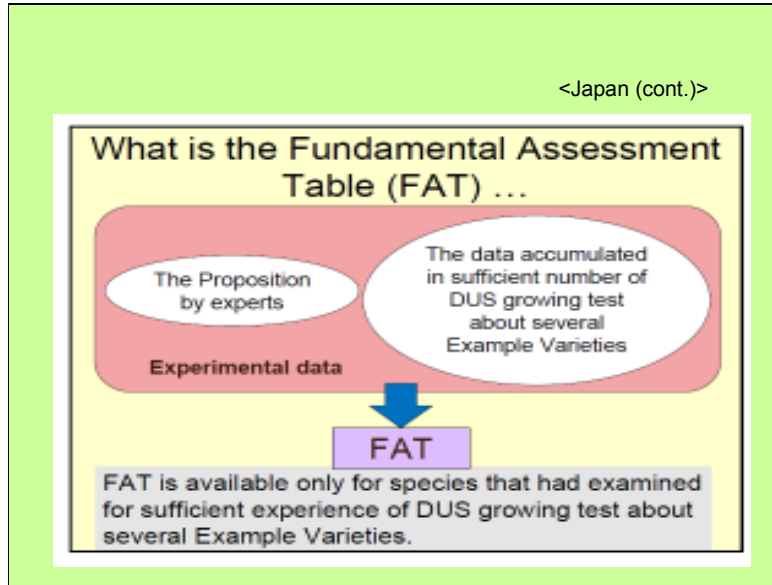 <Japan (cont.)>
What is the Fundamental Assessment
Table (FAT) ...
The Proposition
by experts
The data accumulated
in sufficient number of
DUS growing test
about several
Example Varieties
Experimental data
FAT
FAT is available only for species that had examined
for sufficient experience of DUS growing test about
several Example Varieties.